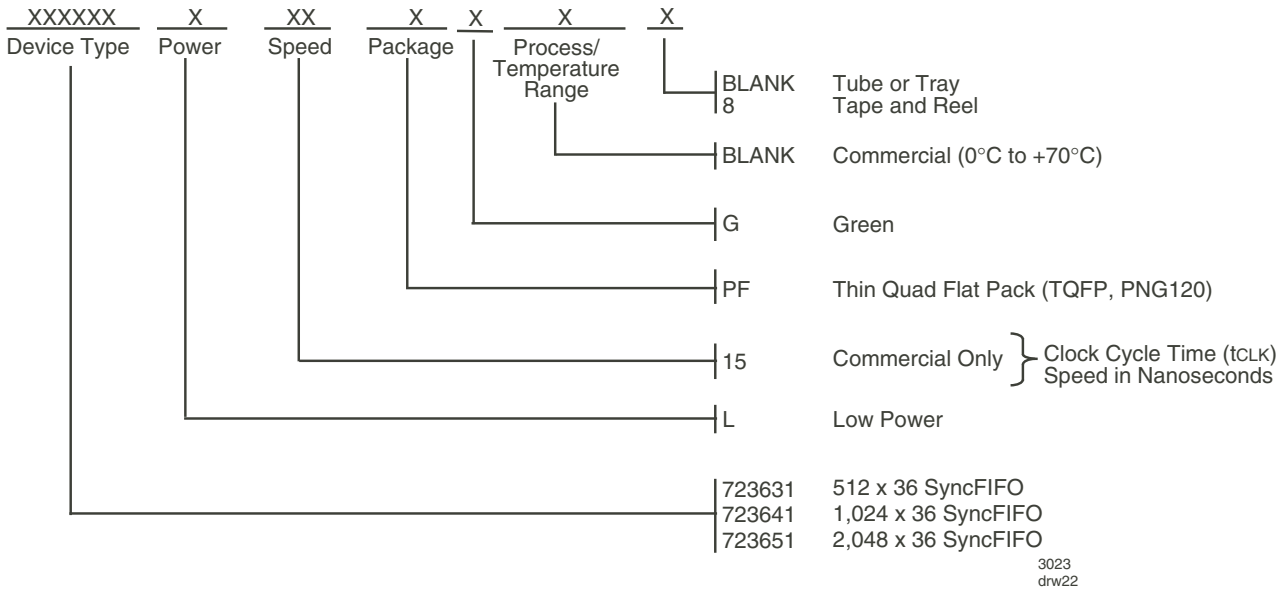 XXXXXX X XX X X X X
Device Type Power Speed Package Process/
Temperature
Range
BLANK Tube or Tray
8 Tape and Reel
BLANK Commercial (0°C to +70°C)
G Green
PF Thin Quad Flat Pack (TQFP, PNG120)
15 Commercial Only Clock Cycle Time (tCLK)
Speed in Nanoseconds
L Low Power
723631 512 x 36 SyncFIFO
723641 1,024 x 36 SyncFIFO
723651 2,048 x 36 SyncFIFO
3023
drw22